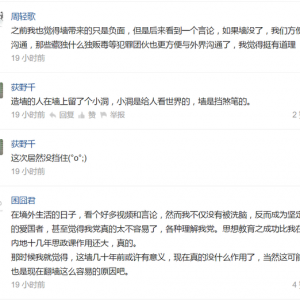 周轻歌
之前我也觉得墙带来的只是负面，但是后来看到一个言论，如果墙没了，我们方便
沟通，那些藏独什么独贩毒等犯罪团伙也更方便与外界沟通了，我觉得挺有道理
19 小时前
荻野千
造墙的人在墙上留了个小洞，小洞是给人看世界的，墙是挡煞笔的。
19 小时前 回复 赞 举报
荻野千
这次居然没挡住("o";)
19 小时前
困囧君
在墙外生活的日子，看个好多视频和言论，然而我不仅没有被洗脑，反而成为坚定
的爱国者，甚至觉得我党真的太不容易了，各种理解我党。思想教育之成功比我在
内地十几年思政课作用还大，真的。
那时候我就觉得，这墙几十年前或许有意义，现在真的没什么作用了，当然这可能
也是现在翻墙这么容易的原因吧。
19 小时前
4